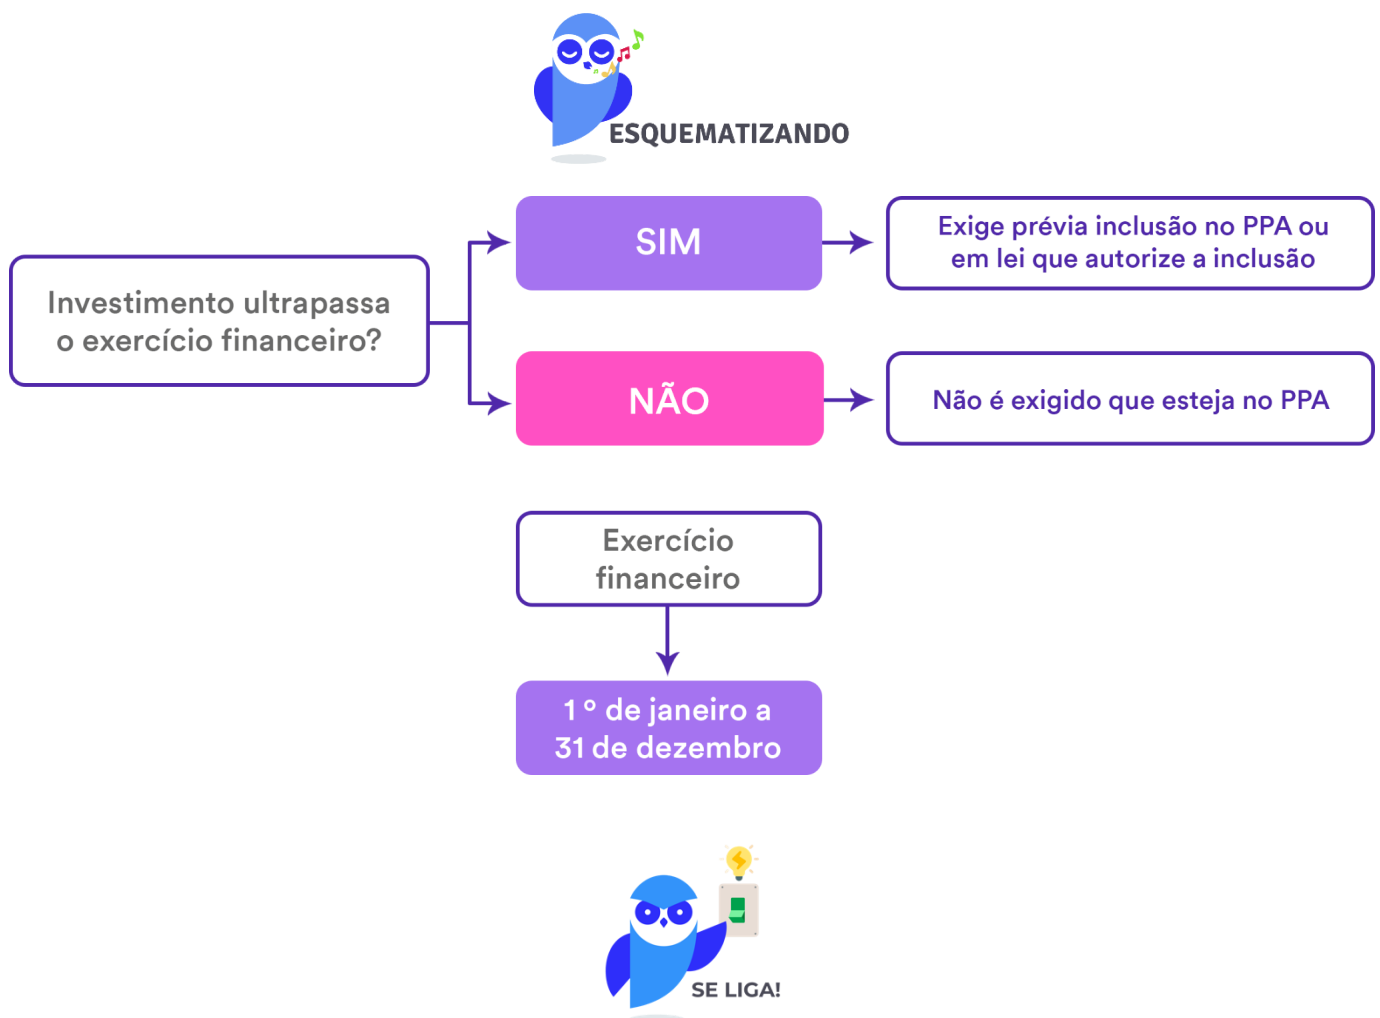 ESQUEMATIZANDO
SIM
Exige prévia inclusão no PPA ou
em lei que autorize a inclusão
Investimento ultrapassa
o exercício financeiro?
NÃO
Não é exigido que esteja no PPA
Exercício
financeiro
1 º de janeiro a
31 de dezembro
SE LIGA!